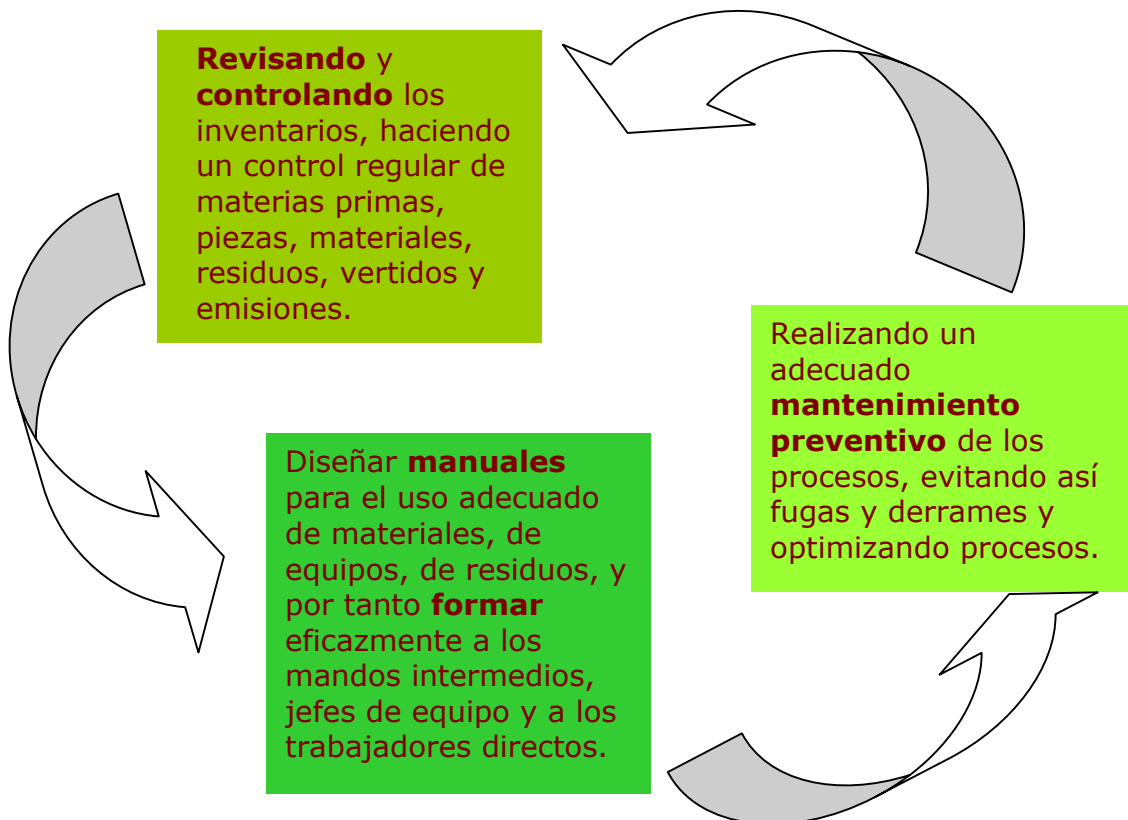 Revisando y
controlando los
inventarios, haciendo
un control regular de
materias primas,
piezas, materiales,
residuos, vertidos y
emisiones.
Realizando un
adecuado
mantenimiento
preventivo de los
procesos, evitando así
fugas y derrames y
optimizando procesos.
Diseñar manuales
para el uso adecuado
de materiales, de
equipos, de residuos, y
por tanto formar
eficazmente a los
mandos intermedios,
jefes de equipo y a los
trabajadores directos.